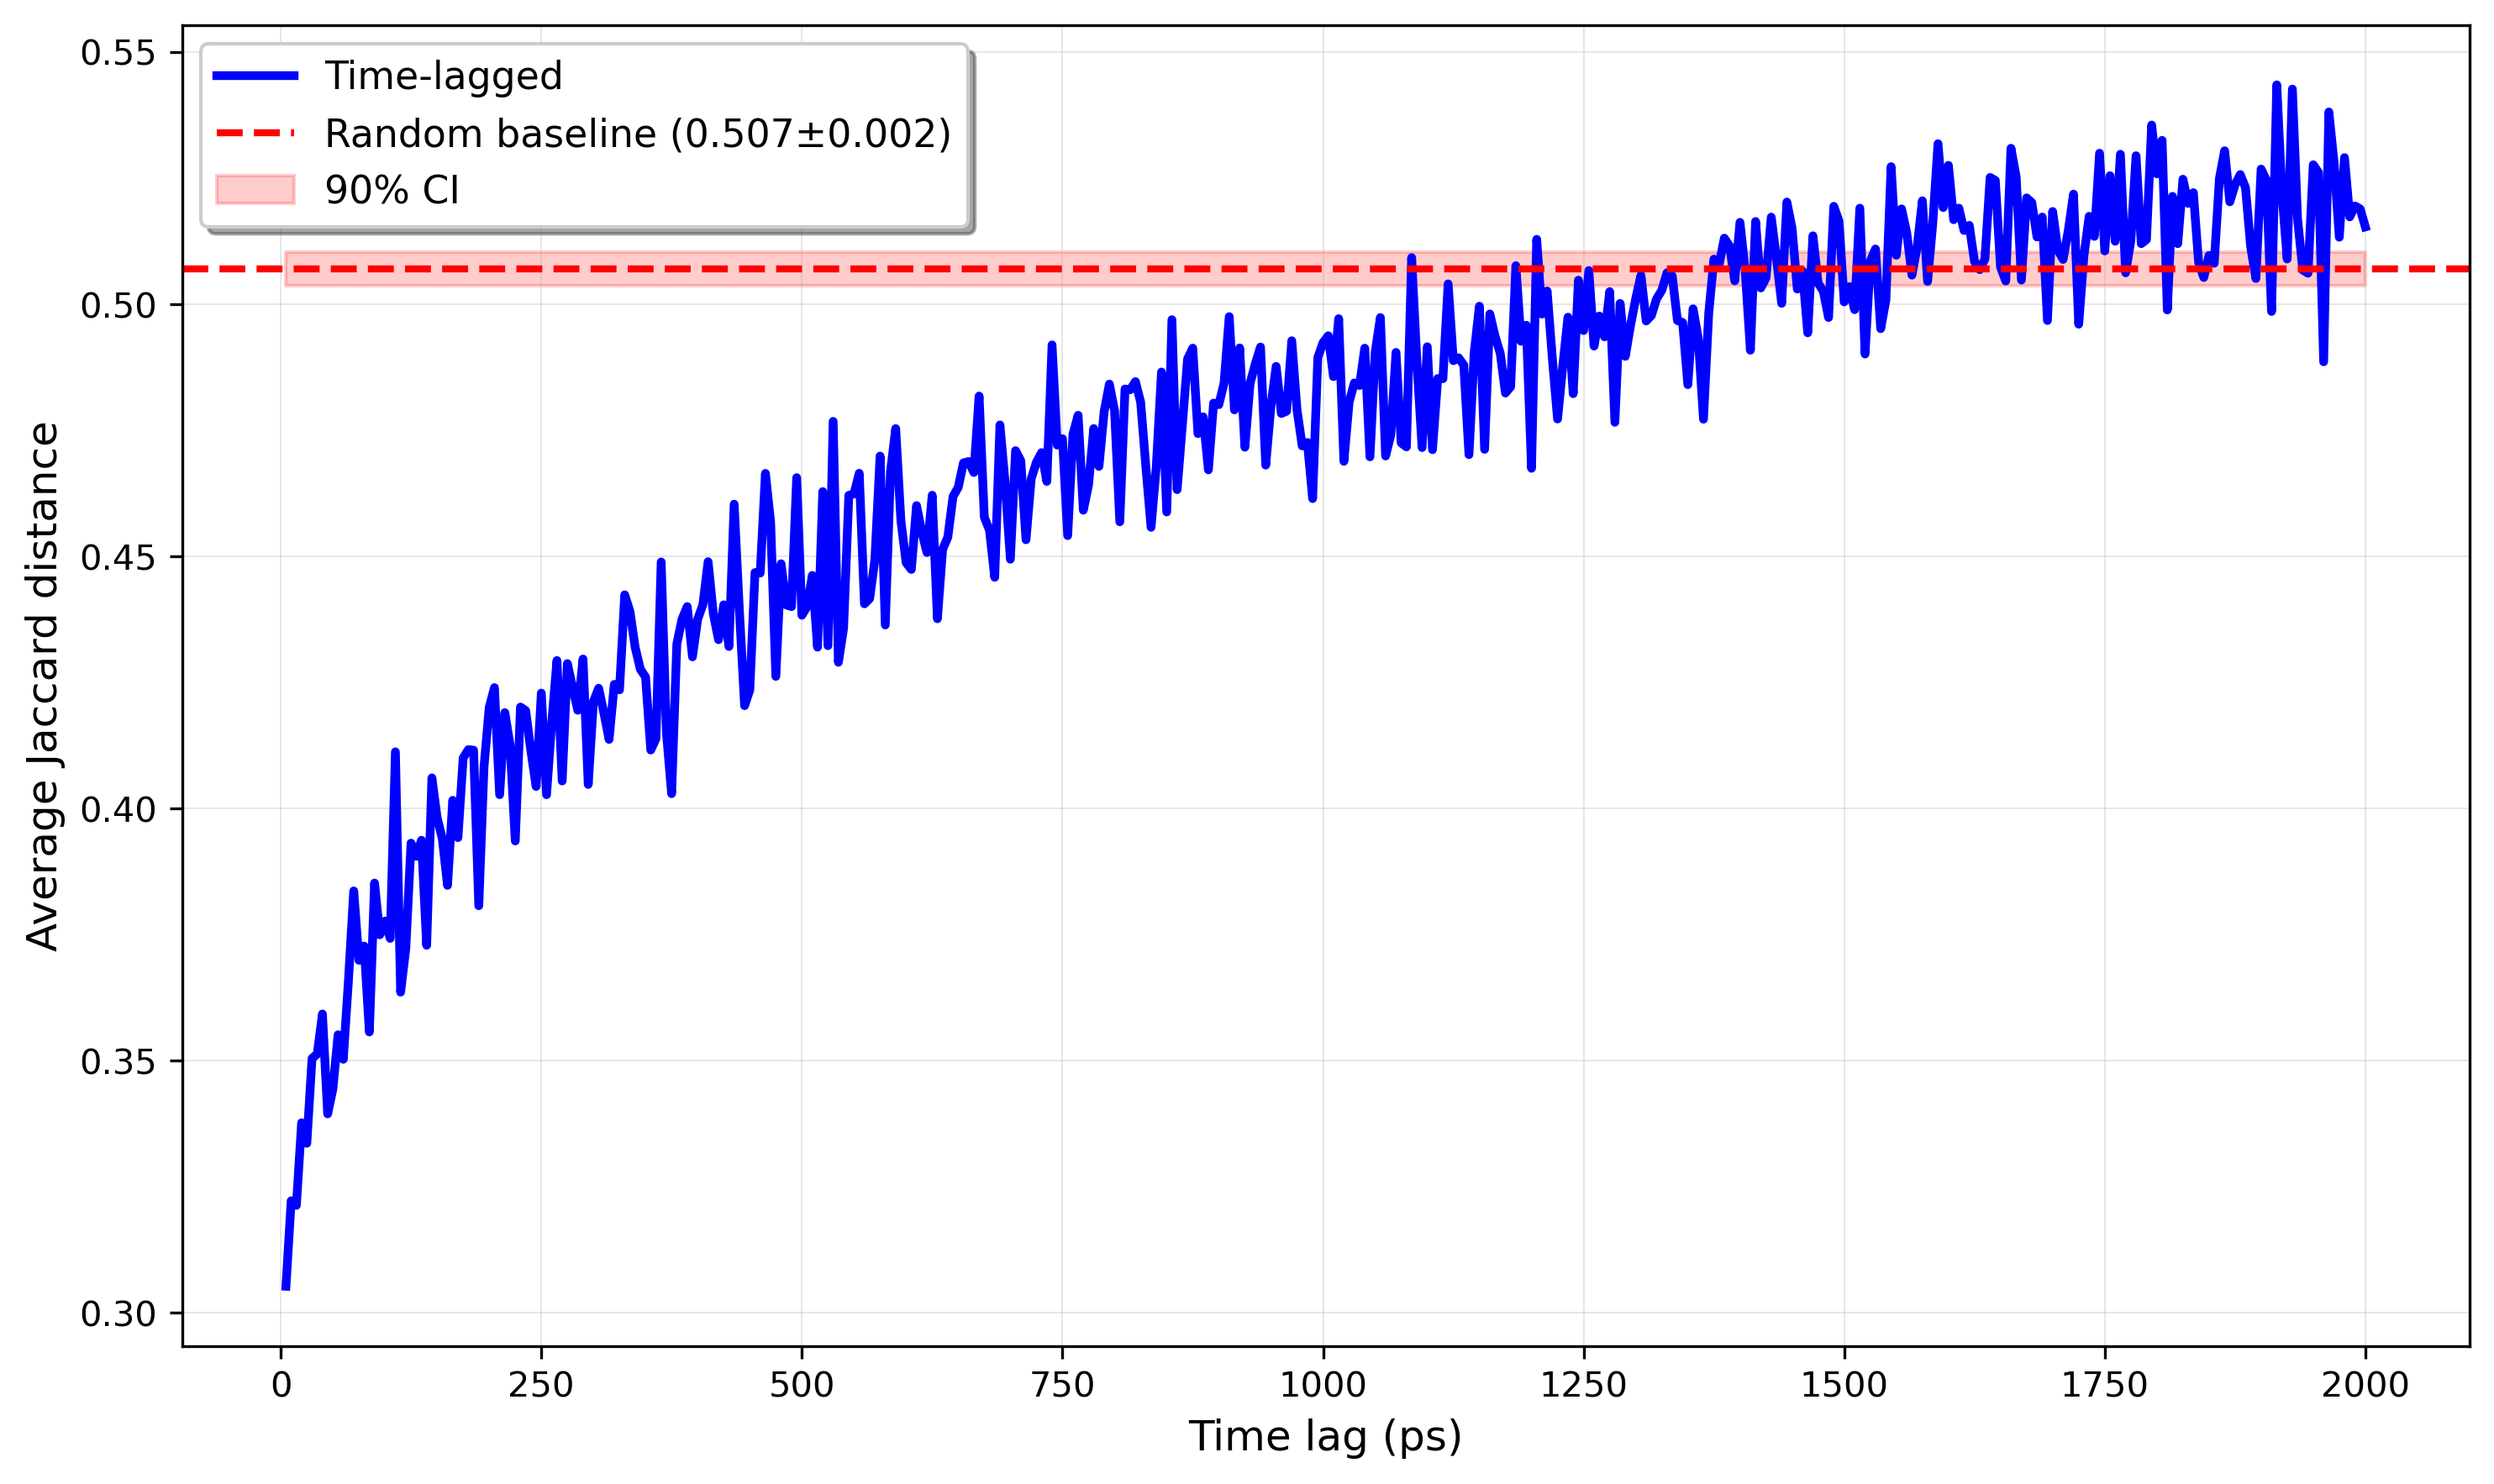 Time-lagged
Random baseline (0.507±0.002)
90% CI
Average Jaccard distance
0.55
0.50
0.45
0.40
0.35
0.30
0 250 500 750 1000 1250 1500 1750 2000
Time lag (ps)